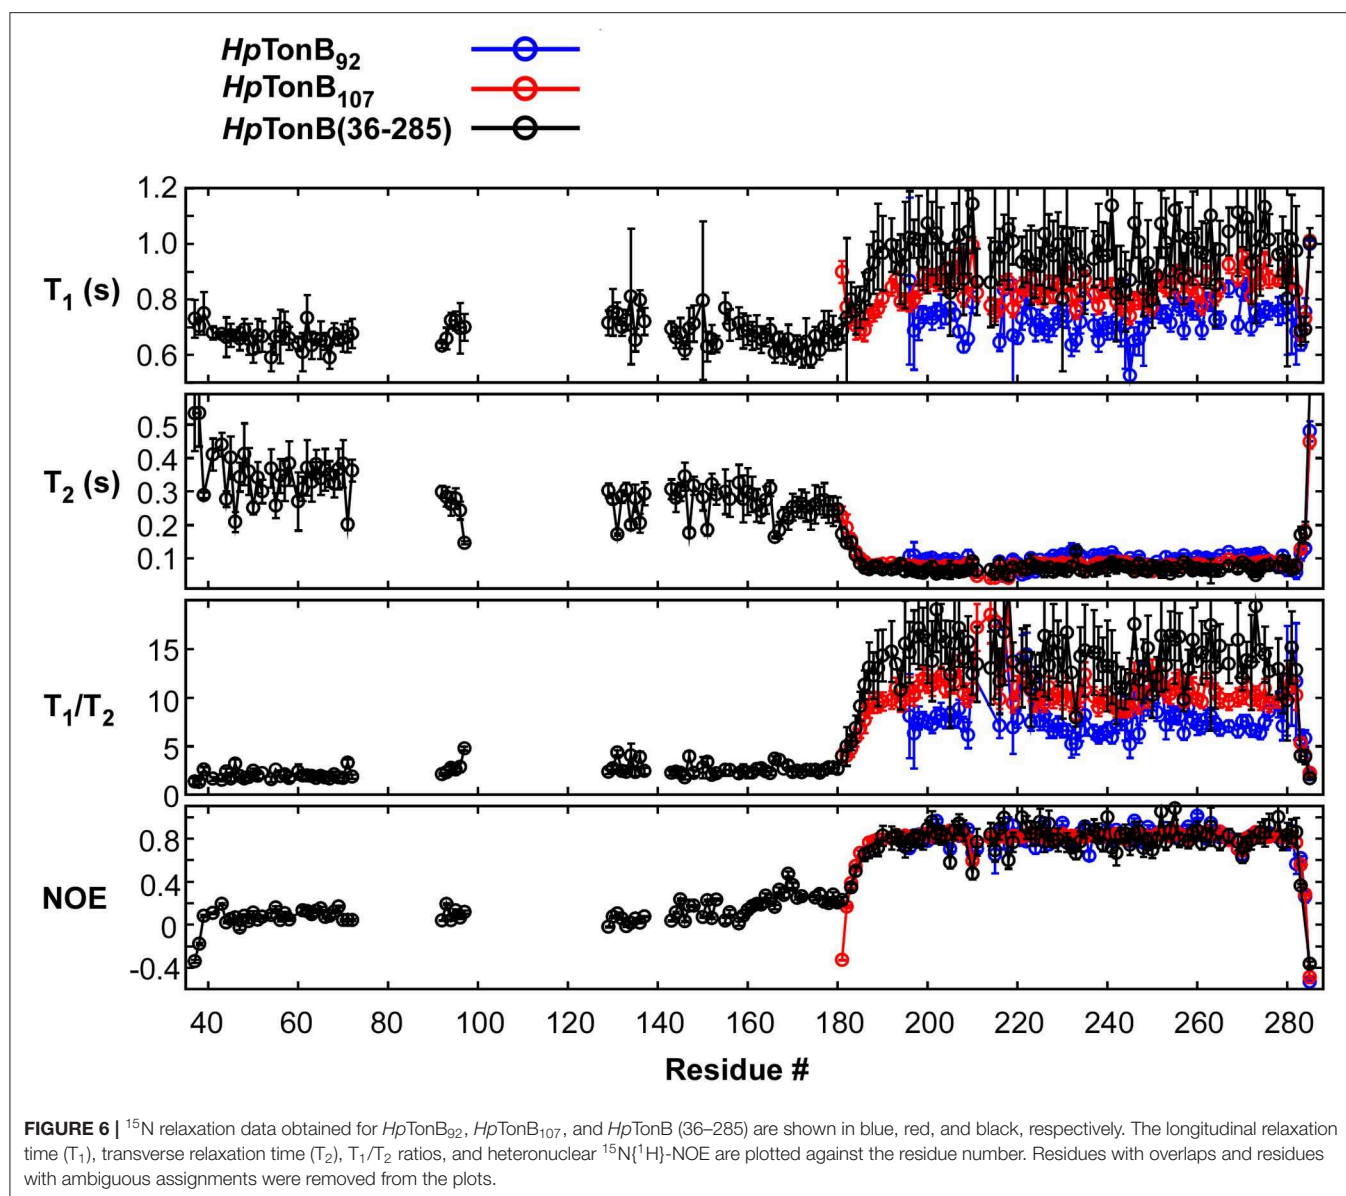 HpTonB92
HpTonB107
HpTonB(36-285)
T1 (s)
1.2
1.0
0.8
0.6
T2 (s)
0.5
0.4
0.3
0.2
0.1
T1/T2
15
10
5
0
NOE
0.8
0.4
0
-0.4
40 60 80 100 120 140 160 180 200 220 240 260 280
Residue #
FIGURE 6 | 15N relaxation data obtained for HpTonB92, HpTonB107, and HpTonB (36–285) are shown in blue, red, and black, respectively. The longitudinal relaxation
time (T1), transverse relaxation time (T2), T1/T2 ratios, and heteronuclear 15N{1H}-NOE are plotted against the residue number. Residues with overlaps and residues
with ambiguous assignments were removed from the plots.